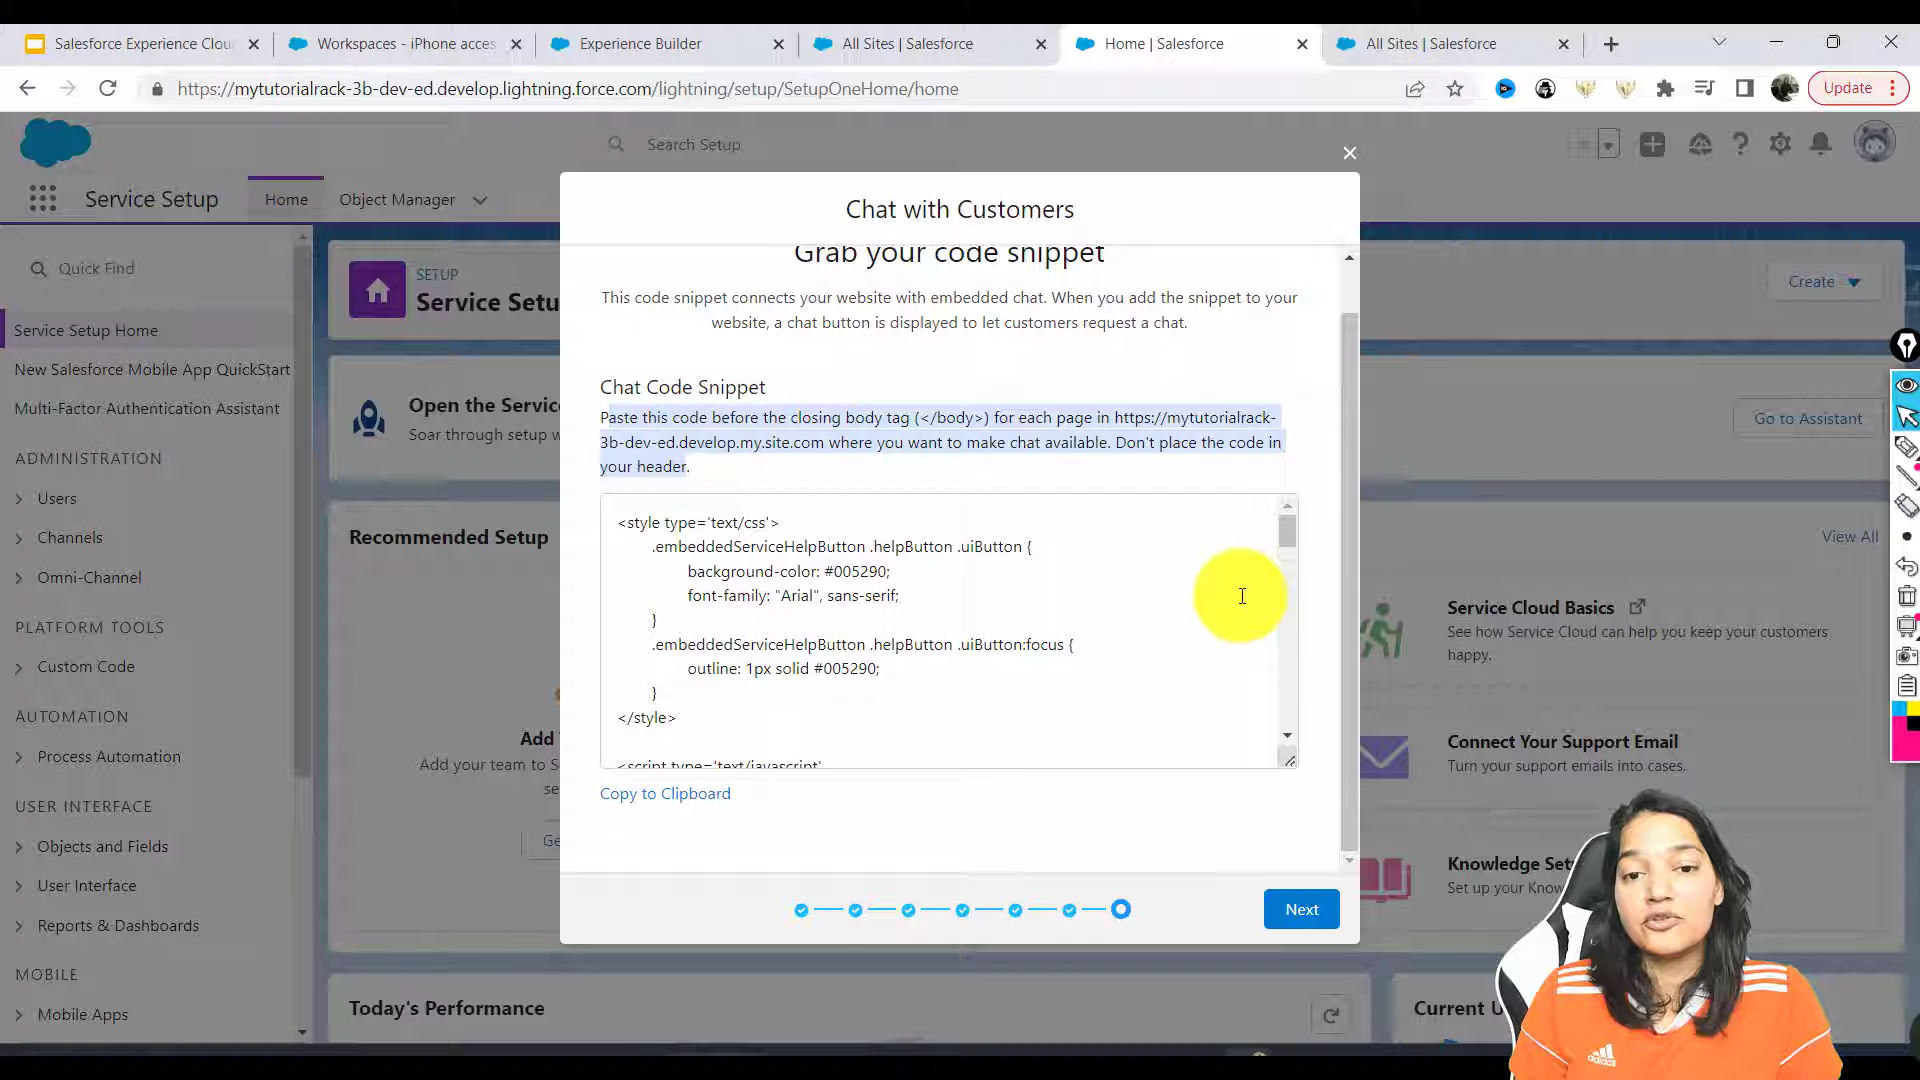 Salesforce Experience Clou
Workspaces - iPhone acces
Experience Builder
All Sites | Salesforce
Home | Salesforce
All Sites | Salesforce
https://mytutorialrack-3b-dev-ed.develop.lightning.force.com/lightning/setup/SetupOneHome/home
Update
Search Setup
Service Setup
Home
Object Manager
Quick Find
Service Setup Home
New Salesforce Mobile App QuickStart
Multi-Factor Authentication Assistant
ADMINISTRATION
Users
Channels
Omni-Channel
PLATFORM TOOLS
Custom Code
AUTOMATION
Process Automation
USER INTERFACE
Objects and Fields
User Interface
Reports & Dashboards
MOBILE
Mobile Apps
SETUP
Service Setu
Create
Open the Servic
Soar through setup w
Go to Assistant
Recommended Setup
View All
Add
Add your team to S
se
Ge
Today's Performance
Chat with Customers
Grab your code snippet
This code snippet connects your website with embedded chat. When you add the snippet to your
website, a chat button is displayed to let customers request a chat.
Chat Code Snippet
Paste this code before the closing body tag (</body>) for each page in https://mytutorialrack-
3b-dev-ed.develop.my.site.com where you want to make chat available. Don't place the code in
your header.
<style type='text/css'>
.embeddedServiceHelpButton .helpButton .uiButton {
background-color: #005290;
font-family: "Arial", sans-serif;
}
.embeddedServiceHelpButton .helpButton .uiButton:focus {
outline: 1px solid #005290;
}
</style>
<script type='text/javascript'
Copy to Clipboard
Next
Service Cloud Basics
See how Service Cloud can help you keep your customers
happy.
Connect Your Support Email
Turn your support emails into cases.
Knowledge Set
Set up your Know
Current U
adidas